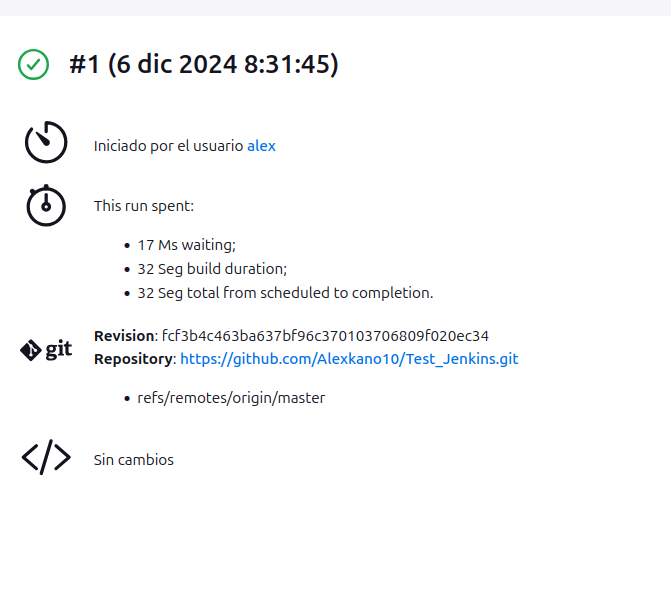 #1 (6 dic 2024 8:31:45)
Iniciado por el usuario alex
This run spent:
17 Ms waiting;
32 Seg build duration;
32 Seg total from scheduled to completion.
git
Revision: fcf3b4c463ba637bf96c370103706809f020ec34
Repository: https://github.com/Alexkano10/Test_Jenkins.git
refs/remotes/origin/master
Sin cambios